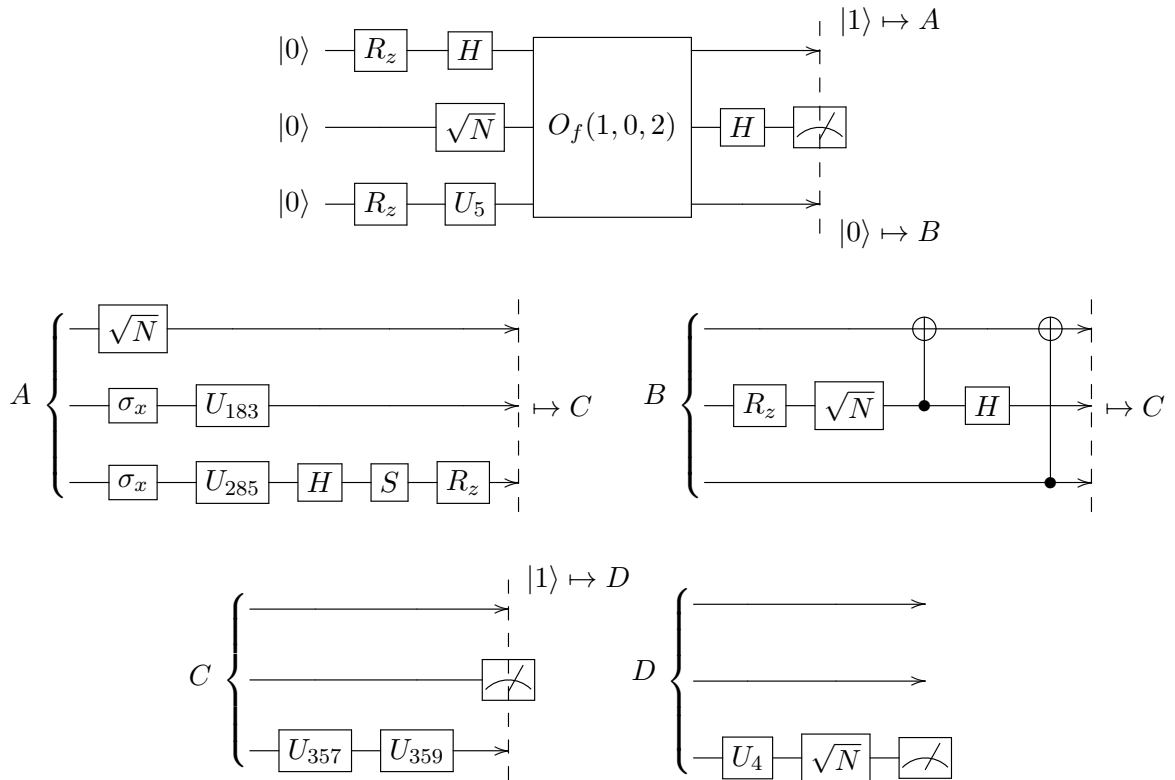 |1⟩ ↦ A
|0⟩ R_z H
|0⟩ √N O_f(1, 0, 2) H
|0⟩ R_z U_5
|0⟩ ↦ B
√N
A σ_x U_183 ↦ C
σ_x U_285 H S R_z
B R_z √N H ↦ C
|1⟩ ↦ D
C
U_357 U_359
D
U_4 √N